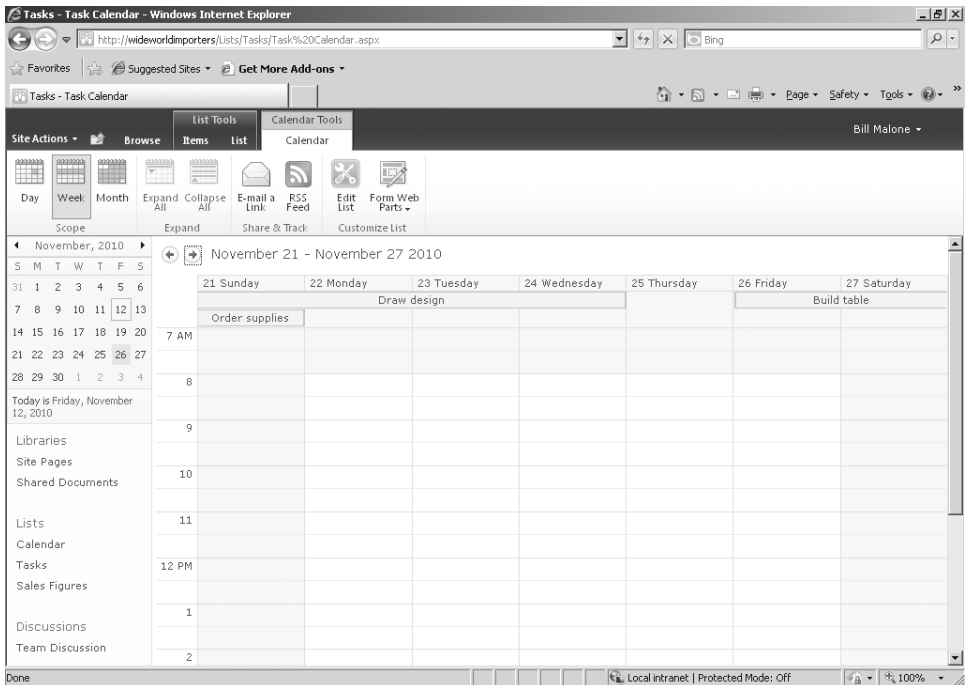 Tasks - Task Calendar - Windows Internet Explorer
http://wideworldimporters/Lists/Tasks/Task%20Calendar.aspx
Bing
Favorites Suggested Sites Get More Add-ons
Tasks - Task Calendar
Page Safety Tools
List Tools Calendar Tools
Site Actions Browse Items List Calendar
Bill Malone
Day Week Month Expand All Collapse All E-mail a Link RSS Feed Edit List Form Web Parts
Scope Expand Share & Track Customize List
November, 2010
S M T W T F S
31 1 2 3 4 5 6
7 8 9 10 11 12 13
14 15 16 17 18 19 20
21 22 23 24 25 26 27
28 29 30 1 2 3 4
Today is Friday, November
12, 2010
Libraries
Site Pages
Shared Documents
Lists
Calendar
Tasks
Sales Figures
Discussions
Team Discussion
November 21 - November 27 2010
21 Sunday 22 Monday 23 Tuesday 24 Wednesday 25 Thursday 26 Friday 27 Saturday
Draw design Build table
Order supplies
7 AM
8
9
10
11
12 PM
1
2
Done
Local intranet | Protected Mode: Off
100%